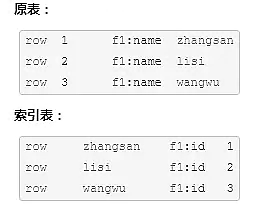 原表：
row 1 f1:name zhangsan
row 2 f1:name lisi
row 3 f1:name wangwu
索引表：
row zhangsan f1:id 1
row lisi f1:id 2
row wangwu f1:id 3